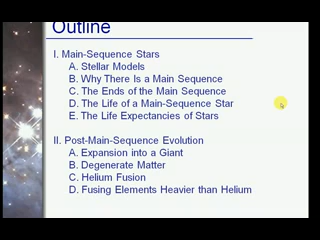 Outline
I. Main-Sequence Stars
A. Stellar Models
B. Why There Is a Main Sequence
C. The Ends of the Main Sequence
D. The Life of a Main-Sequence Star
E. The Life Expectancies of Stars
II. Post-Main-Sequence Evolution
A. Expansion into a Giant
B. Degenerate Matter
C. Helium Fusion
D. Fusing Elements Heavier than Helium